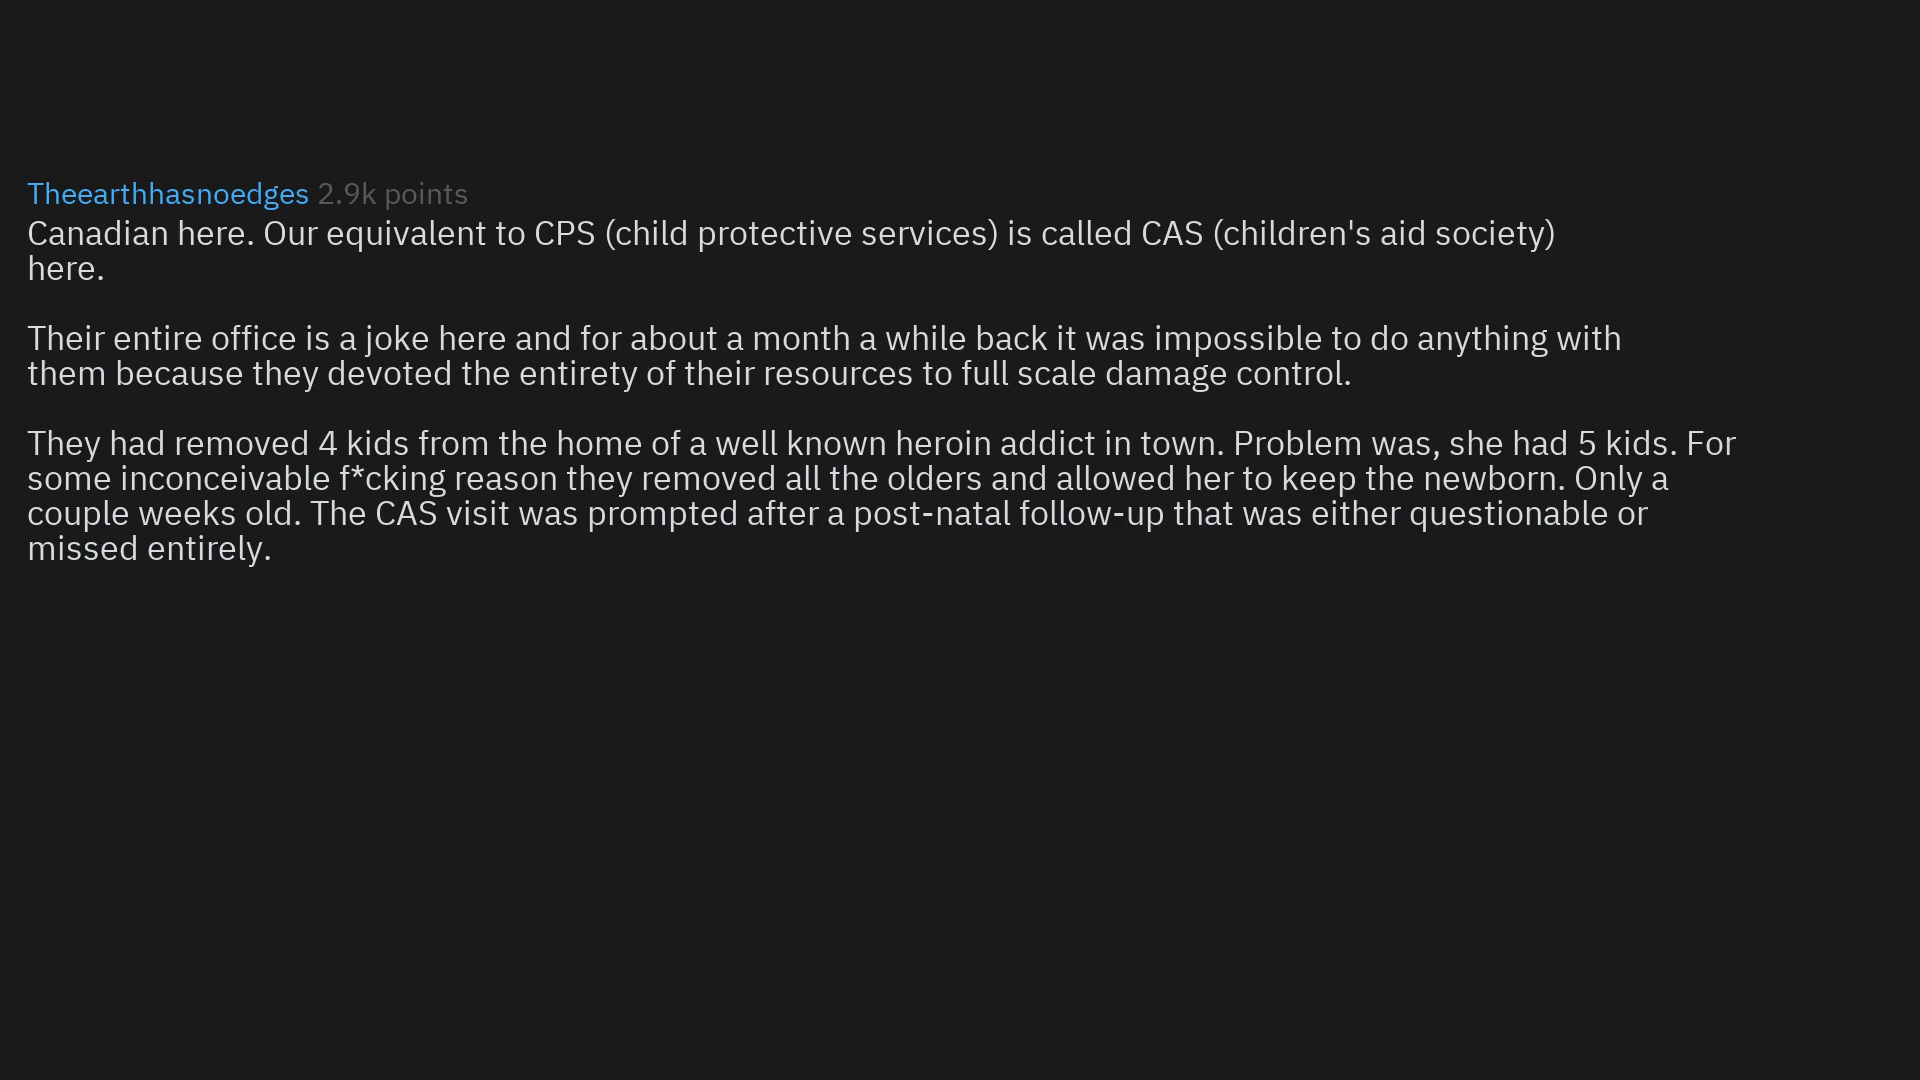 Theearthhasnoedges 2.9k points
Canadian here. Our equivalent to CPS (child protective services) is called CAS (children's aid society)
here.
Their entire office is a joke here and for about a month a while back it was impossible to do anything with
them because they devoted the entirety of their resources to full scale damage control.
They had removed 4 kids from the home of a well known heroin addict in town. Problem was, she had 5 kids. For
some inconceivable f*cking reason they removed all the olders and allowed her to keep the newborn. Only a
couple weeks old. The CAS visit was prompted after a post-natal follow-up that was either questionable or
missed entirely.